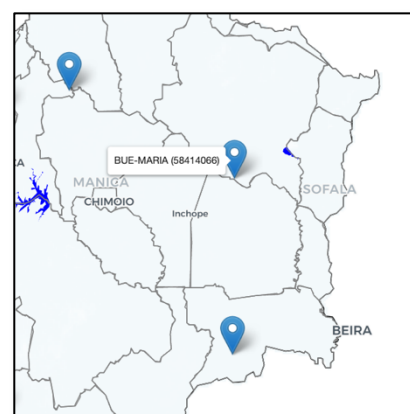 BUE-MARIA (58414066)
MANICA
SOFALA
CHIMOIO
Inchope
BEIRA